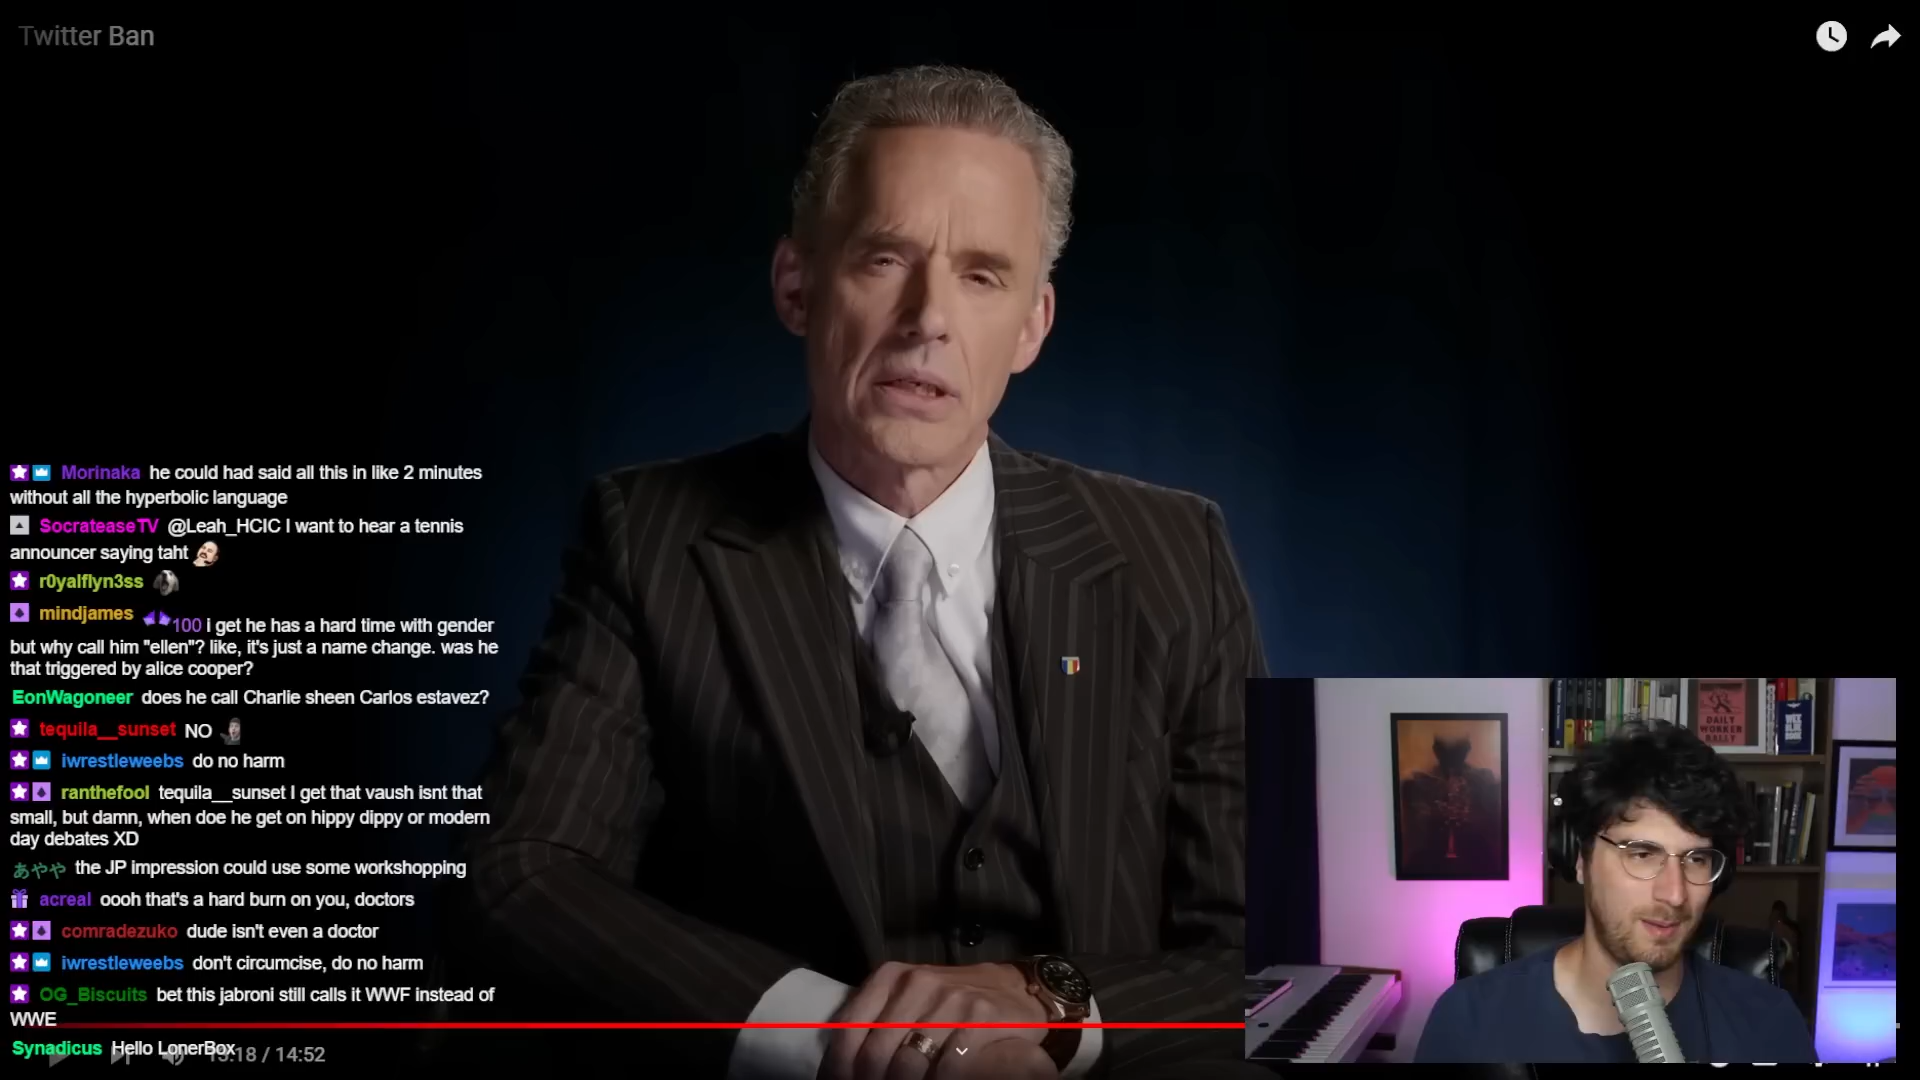 Twitter Ban
Morinaka he could had said all this in like 2 minutes
without all the hyperbolic language
SocrateaseTV @Leah_HCIC I want to hear a tennis
announcer saying taht
r0yalflyn3ss
mindjames 100 i get he has a hard time with gender
but why call him "ellen"? like, it's just a name change. was he
that triggered by alice cooper?
EonWagoneer does he call Charlie sheen Carlos estavez?
tequila__sunset NO
iwrestleweebs do no harm
ranthefool tequila__sunset I get that vaush isnt that
small, but damn, when doe he get on hippy dippy or modern
day debates XD
あやや the JP impression could use some workshopping
acreal oooh that's a hard burn on you, doctors
comradezuko dude isn't even a doctor
iwrestleweebs don't circumcise, do no harm
OG_Biscuits bet this jabroni still calls it WWF instead of
WWE
Synadicus Hello LonerBox
13:18 / 14:52
DAILY
WORKER
RALLY